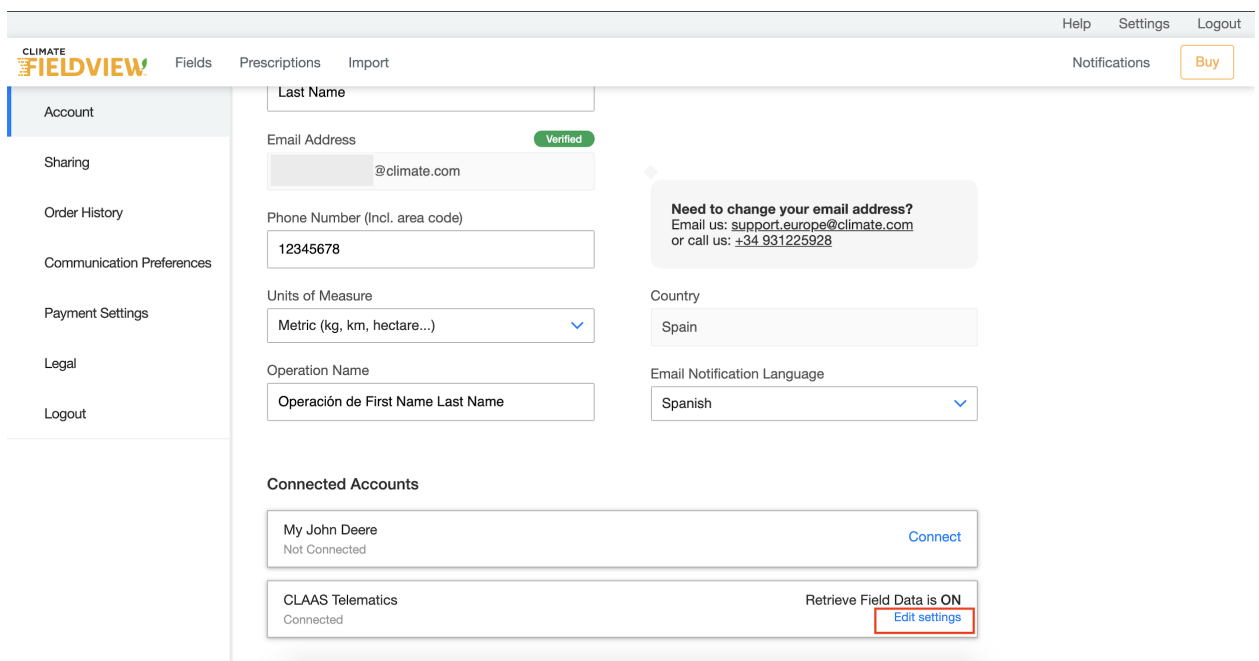 Help Settings Logout
CLIMATE
FIELDVIEW
Fields Prescriptions Import Notifications Buy
Account
Sharing
Order History
Communication Preferences
Payment Settings
Legal
Logout
Last Name
Email Address Verified
@climate.com
Phone Number (Incl. area code)
12345678
Need to change your email address?
Email us: support.europe@climate.com
or call us: +34 931225928
Units of Measure
Metric (kg, km, hectare...)
Country
Spain
Operation Name
Operación de First Name Last Name
Email Notification Language
Spanish
Connected Accounts
My John Deere
Not Connected
Connect
CLAAS Telematics
Connected
Retrieve Field Data is ON
Edit settings